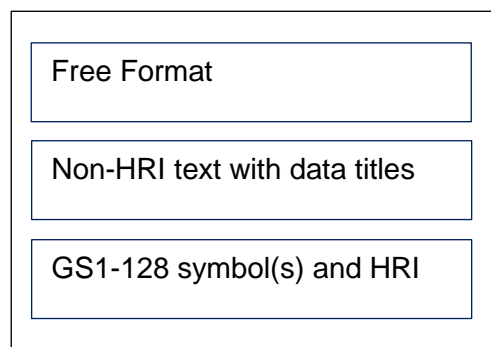 Free Format
Non-HRI text with data titles
GS1-128 symbol(s) and HRI